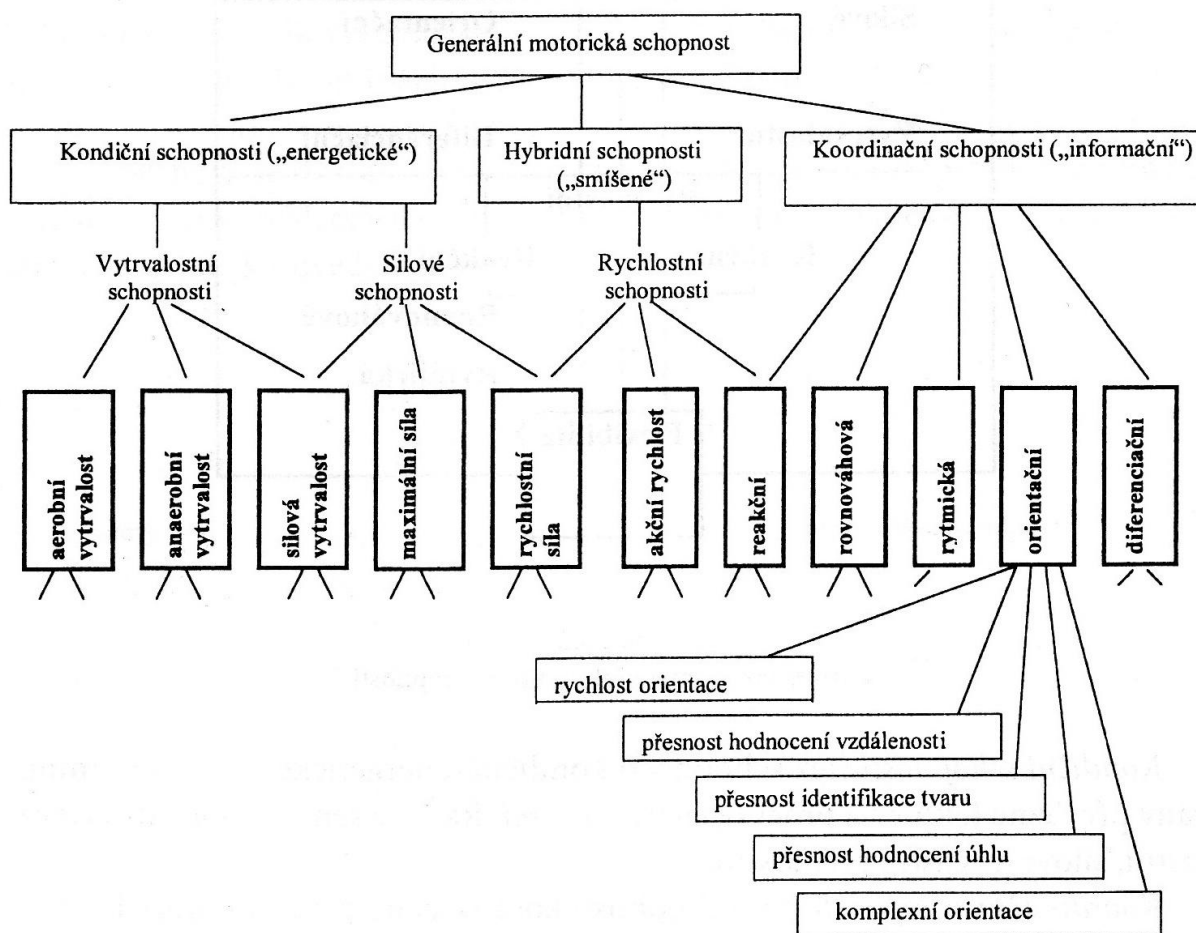 Generální motorická schopnost
Kondiční schopnosti („energetické“)
Hybridní schopnosti
(„smíšené“)
Koordinační schopnosti („informační“)
Vytrvalostní
schopnosti
Silové
schopnosti
Rychlostní
schopnosti
aerobní
vytrvalost
anaerobní
vytrvalost
silová
vytrvalost
maximální síla
rychlostní
síla
akční rychlost
reakční
rovnováhová
rytmická
orientační
diferenciační
rychlost orientace
přesnost hodnocení vzdálenosti
přesnost identifikace tvaru
přesnost hodnocení úhlu
komplexní orientace